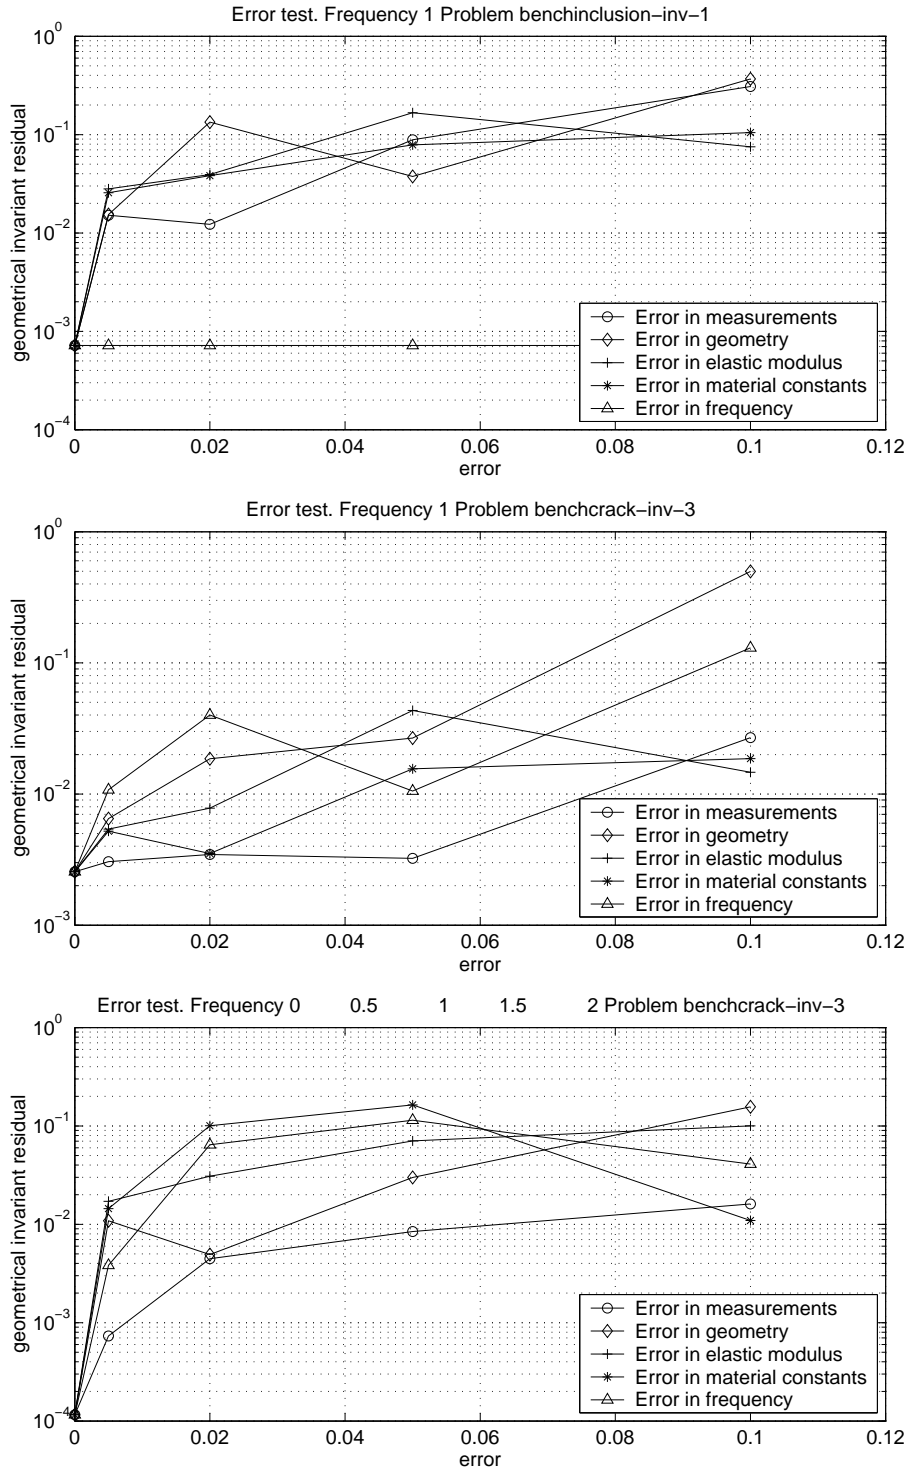 Error test. Frequency 1 Problem benchinclusion−inv−1
10^0
10^−1
10^−2
10^−3
10^−4
geometrical invariant residual
Error in measurements
Error in geometry
Error in elastic modulus
Error in material constants
Error in frequency
0 0.02 0.04 0.06 0.08 0.1 0.12
error
Error test. Frequency 1 Problem benchcrack−inv−3
10^0
10^−1
10^−2
10^−3
geometrical invariant residual
Error in measurements
Error in geometry
Error in elastic modulus
Error in material constants
Error in frequency
0 0.02 0.04 0.06 0.08 0.1 0.12
error
Error test. Frequency 0 0.5 1 1.5 2 Problem benchcrack−inv−3
10^0
10^−1
10^−2
10^−3
10^−4
geometrical invariant residual
Error in measurements
Error in geometry
Error in elastic modulus
Error in material constants
Error in frequency
0 0.02 0.04 0.06 0.08 0.1 0.12
error